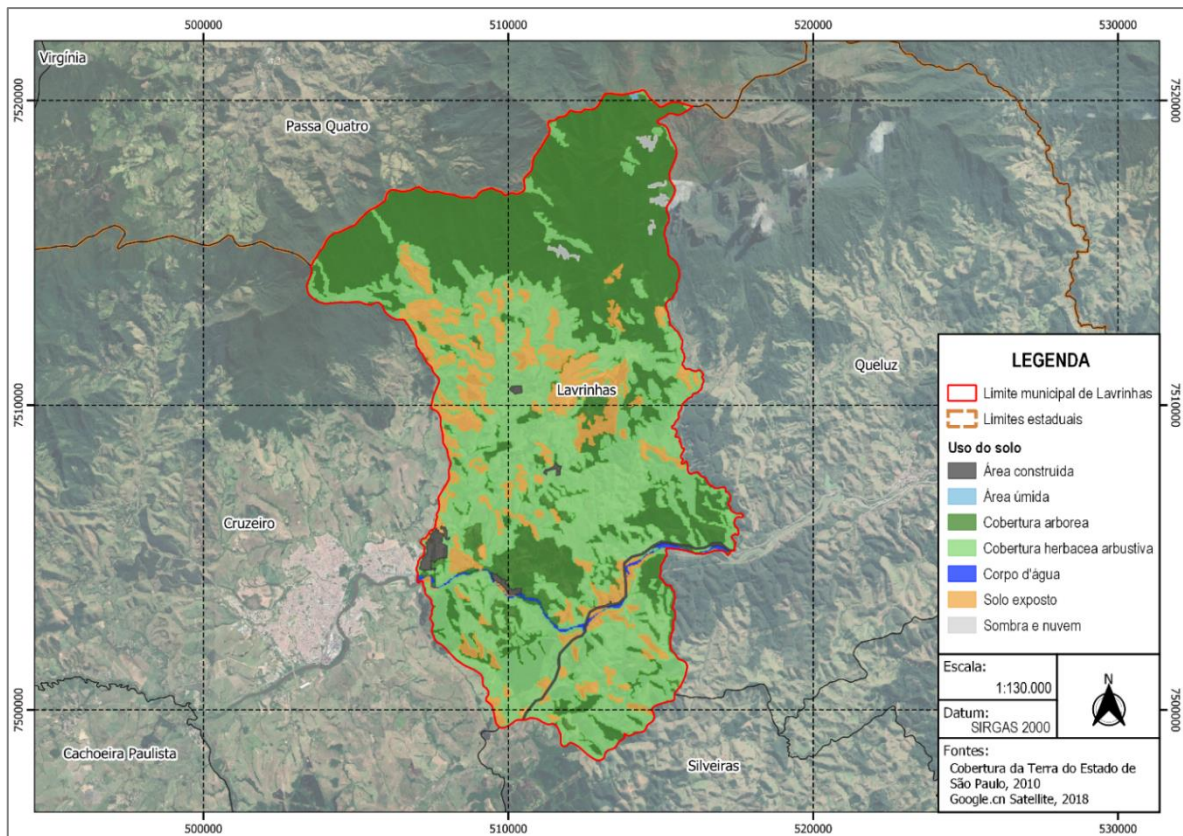 500000
510000
520000
530000
Virgínia
7520000
7520000
Passa Quatro
Queluz
Lavrinhas
7510000
7510000
Cruzeiro
7500000
7500000
Cachoeira Paulista
Silveiras
LEGENDA
Limite municipal de Lavrinhas
Limites estaduais
Uso do solo
Área construida
Área úmida
Cobertura arborea
Cobertura herbacea arbustiva
Corpo d'água
Solo exposto
Sombra e nuvem
Escala:
1:130.000
Datum:
SIRGAS 2000
N
Fontes:
Cobertura da Terra do Estado de
São Paulo, 2010
Google.cn Satellite, 2018
500000
510000
520000
530000